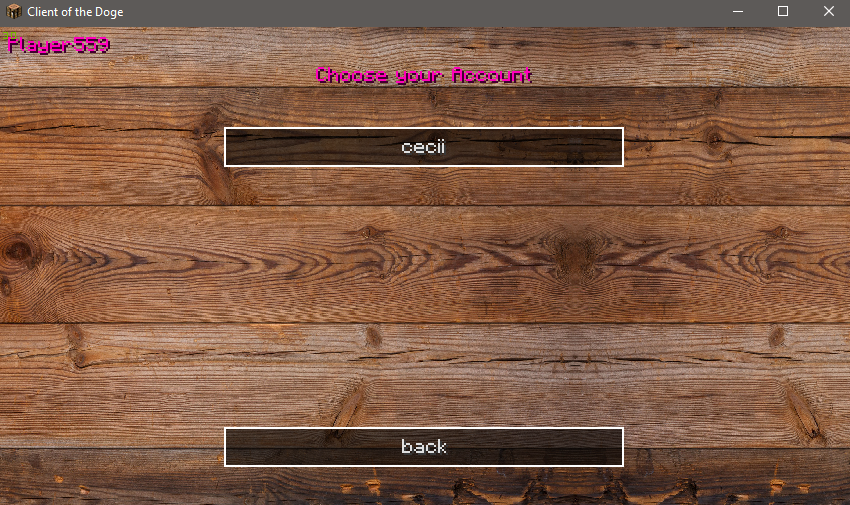 Client of the Doge
Player559
Choose your Account
cecii
back